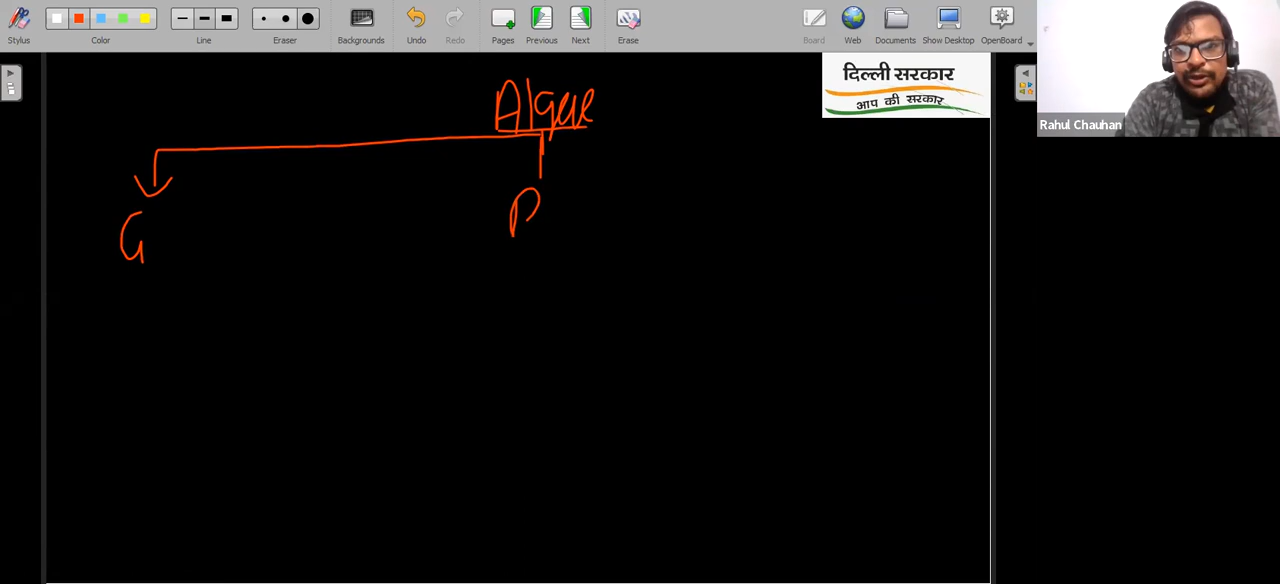 Stylus Color Line Eraser Backgrounds Undo Redo Pages Previous Next Erase Board Web Documents Show Desktop OpenBoard
दिल्ली सरकार
आप की सरकार
Rahul Chauhan
Algae
G P